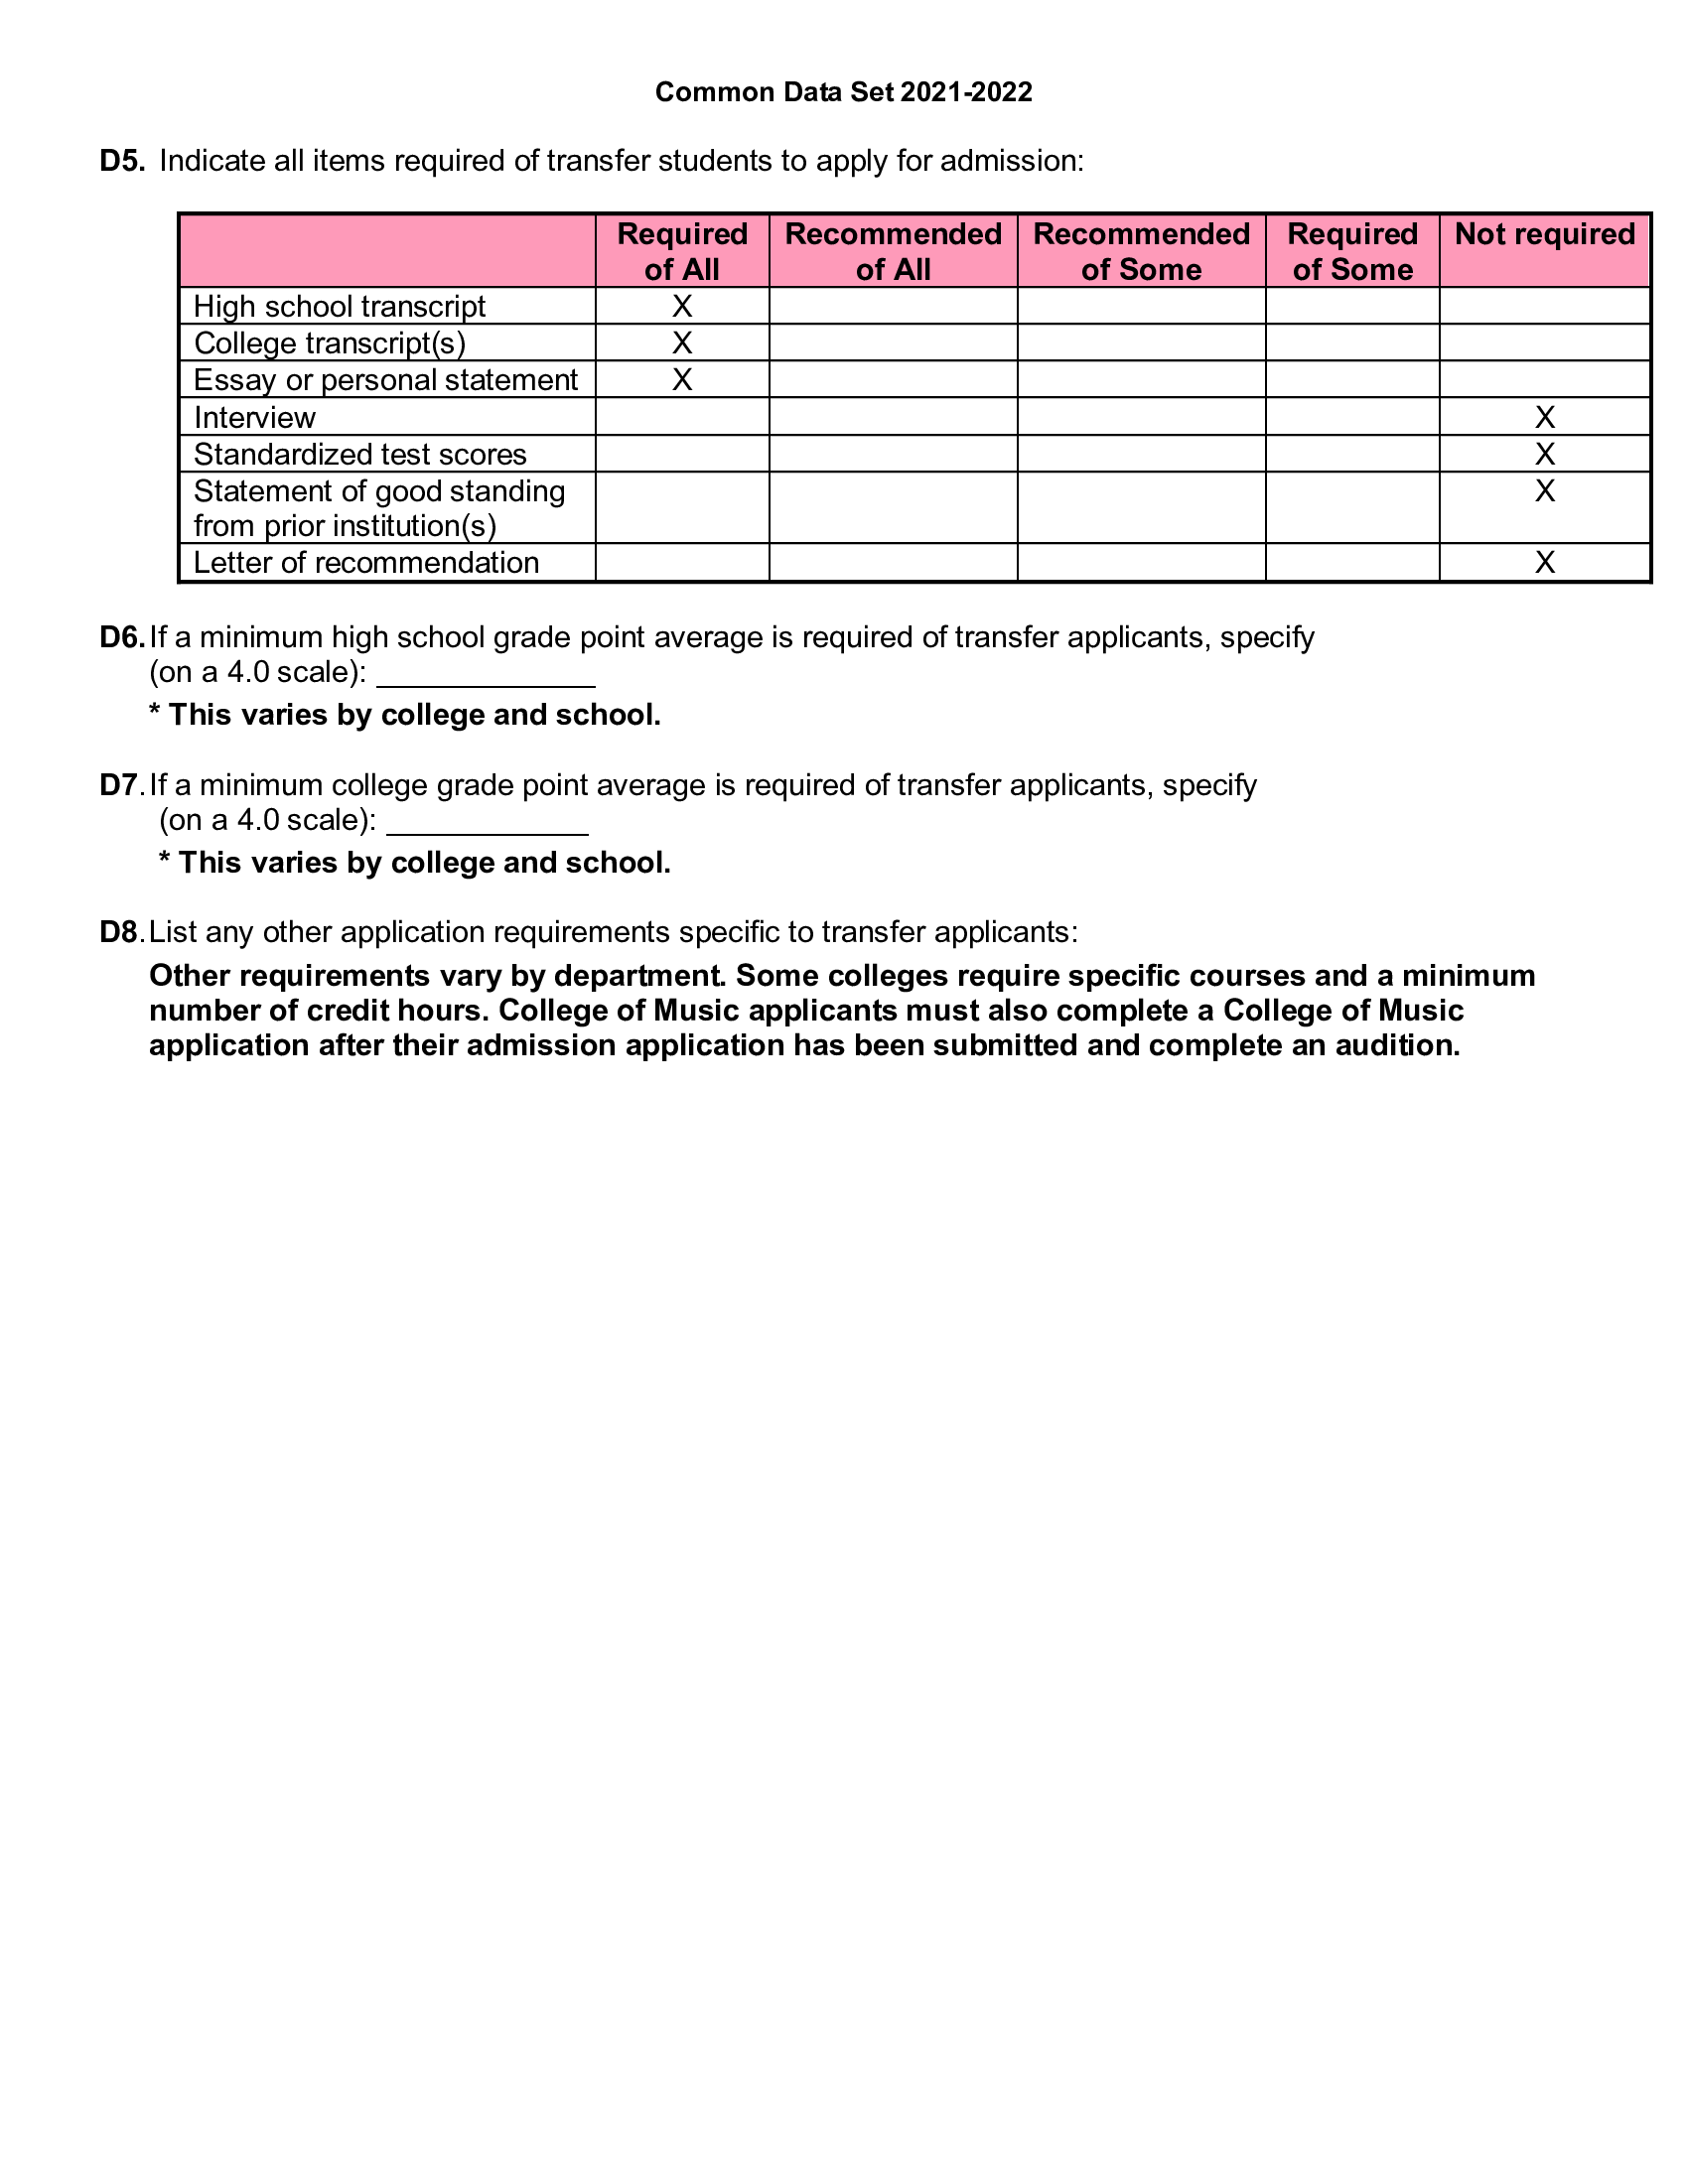 Common Data Set 2021-2022
D5. Indicate all items required of transfer students to apply for admission:
Required of All Recommended of All Recommended of Some Required of Some Not required
High school transcript X
College transcript(s) X
Essay or personal statement X
Interview X
Standardized test scores X
Statement of good standing X
from prior institution(s)
Letter of recommendation X
D6. If a minimum high school grade point average is required of transfer applicants, specify
(on a 4.0 scale): _____________
* This varies by college and school.
D7. If a minimum college grade point average is required of transfer applicants, specify
(on a 4.0 scale): ____________
* This varies by college and school.
D8. List any other application requirements specific to transfer applicants:
Other requirements vary by department. Some colleges require specific courses and a minimum
number of credit hours. College of Music applicants must also complete a College of Music
application after their admission application has been submitted and complete an audition.